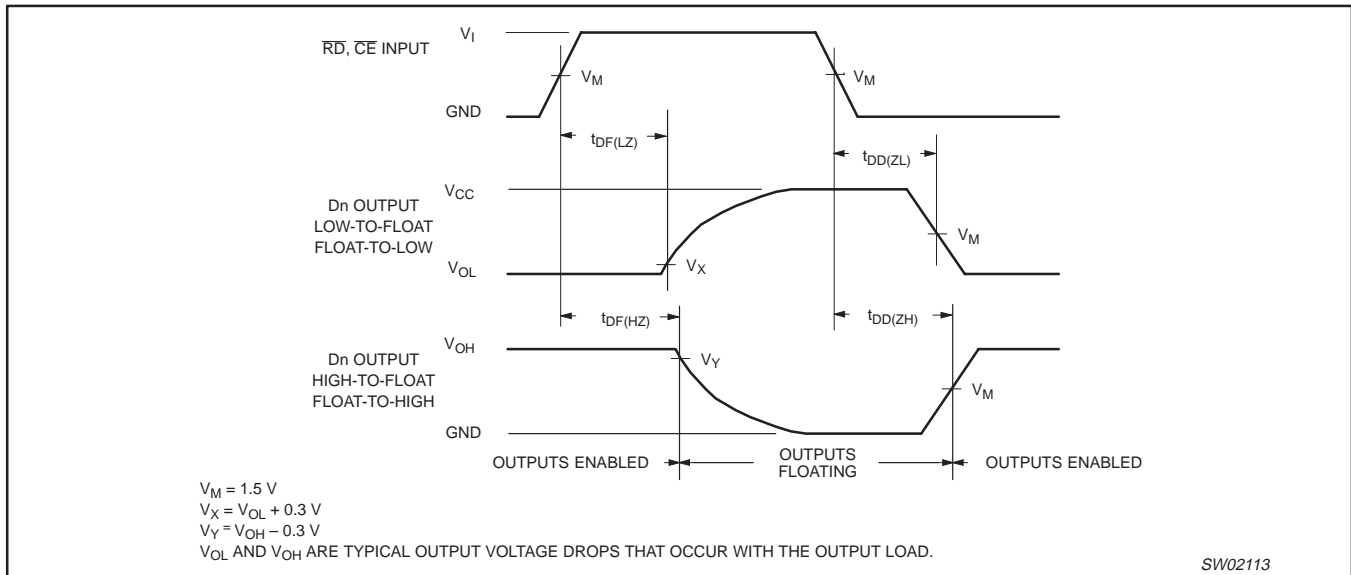 R̅D̅, C̅E̅ INPUT
VI
VM
VM
GND
tDF(LZ)
tDD(ZL)
VCC
Dn OUTPUT
LOW-TO-FLOAT
FLOAT-TO-LOW
VM
VX
VOL
tDF(HZ)
tDD(ZH)
VOH
Dn OUTPUT
HIGH-TO-FLOAT
FLOAT-TO-HIGH
VY
VM
GND
OUTPUTS ENABLED
OUTPUTS
FLOATING
OUTPUTS ENABLED
VM = 1.5 V
VX = VOL + 0.3 V
VY = VOH – 0.3 V
VOL AND VOH ARE TYPICAL OUTPUT VOLTAGE DROPS THAT OCCUR WITH THE OUTPUT LOAD.
SW02113